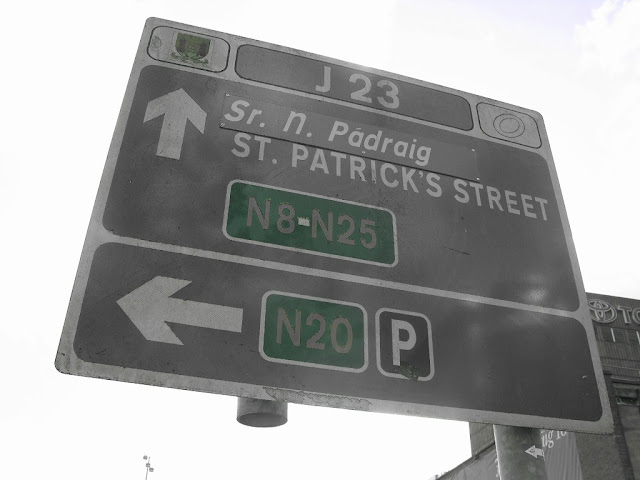 J 23
Sr. N. Pádraig
ST. PATRICK'S STREET
N8-N25
N20
P